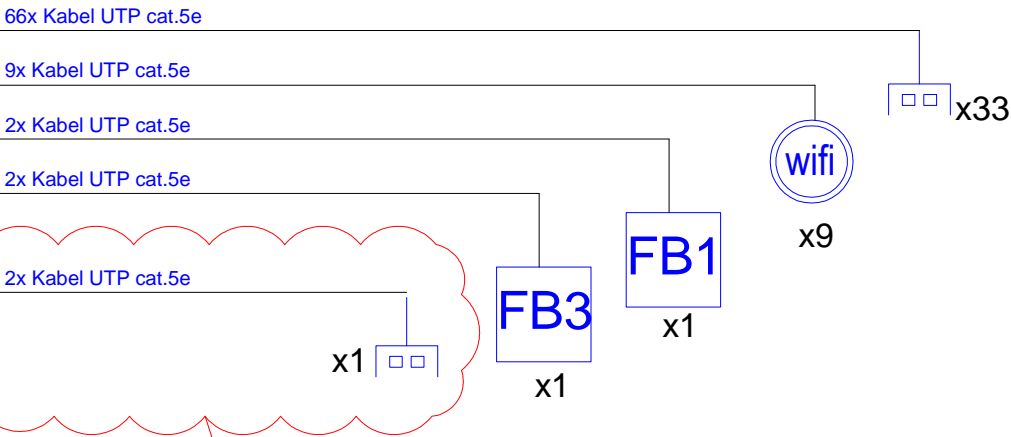 66x Kabel UTP cat.5e
9x Kabel UTP cat.5e
x33
2x Kabel UTP cat.5e
wifi
2x Kabel UTP cat.5e
x9
FB1
2x Kabel UTP cat.5e
FB3
x1
x1
x1